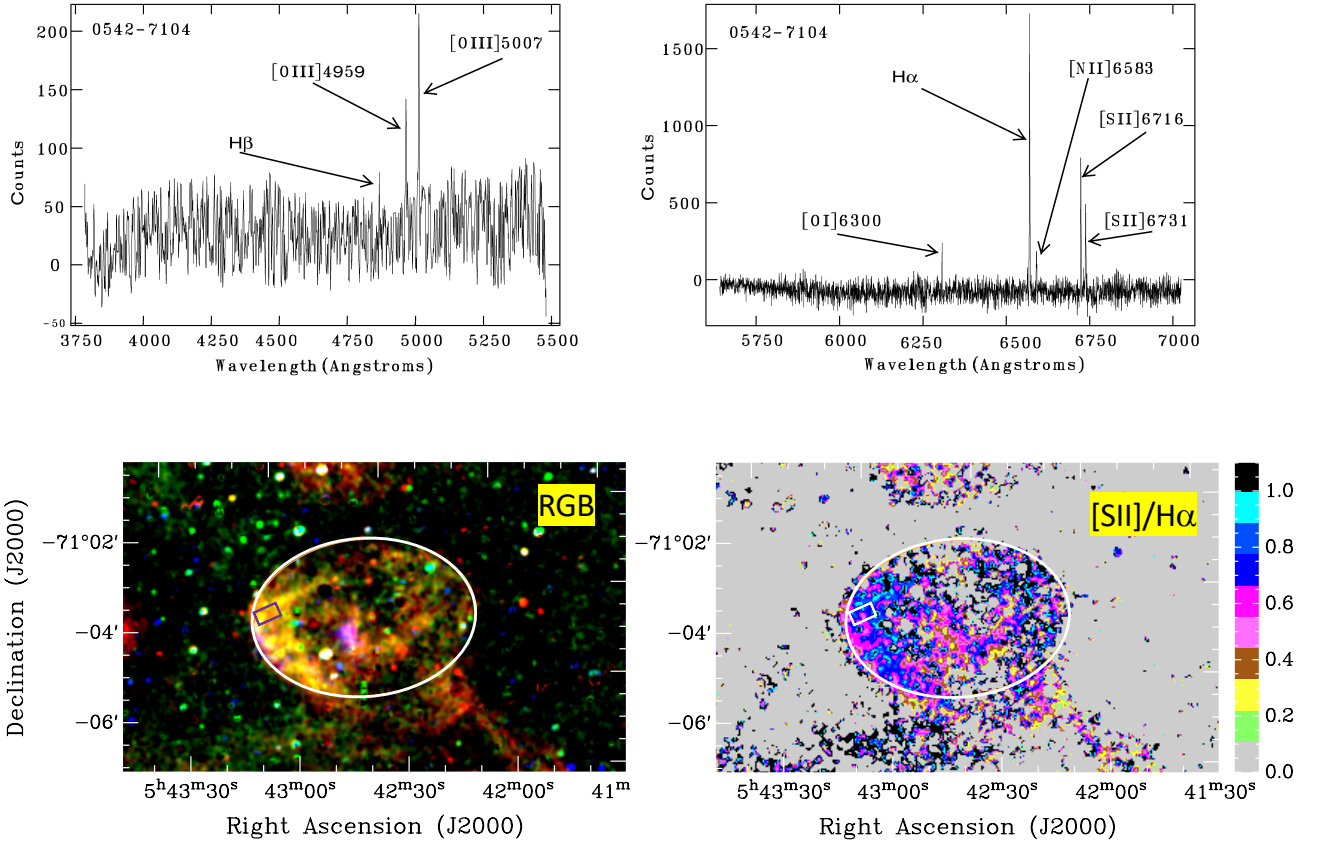 0542-7104
[OIII]5007
[OIII]4959
Hβ
200
150
100
50
0
-50
Counts
3750 4000 4250 4500 4750 5000 5250 5500
Wavelength(Angstroms)
0542-7104
Hα
[NII]6583
[SII]6716
[OI]6300
[SII]6731
1500
1000
500
0
Counts
5750 6000 6250 6500 6750 7000
Wavelength(Angstroms)
RGB
−71°02′
−04′
−06′
Declination (J2000)
5ʰ43ᵐ30ˢ 43ᵐ00ˢ 42ᵐ30ˢ 42ᵐ00ˢ 41ᵐ
Right Ascension (J2000)
[SII]/Hα
−71°02′
−04′
−06′
5ʰ43ᵐ30ˢ 43ᵐ00ˢ 42ᵐ30ˢ 42ᵐ00ˢ 41ᵐ30ˢ
Right Ascension (J2000)
1.0
0.8
0.6
0.4
0.2
0.0